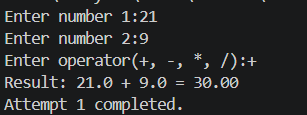 Enter number 1:21
Enter number 2:9
Enter operator(+, -, *, /):+
Result: 21.0 + 9.0 = 30.00
Attempt 1 completed.